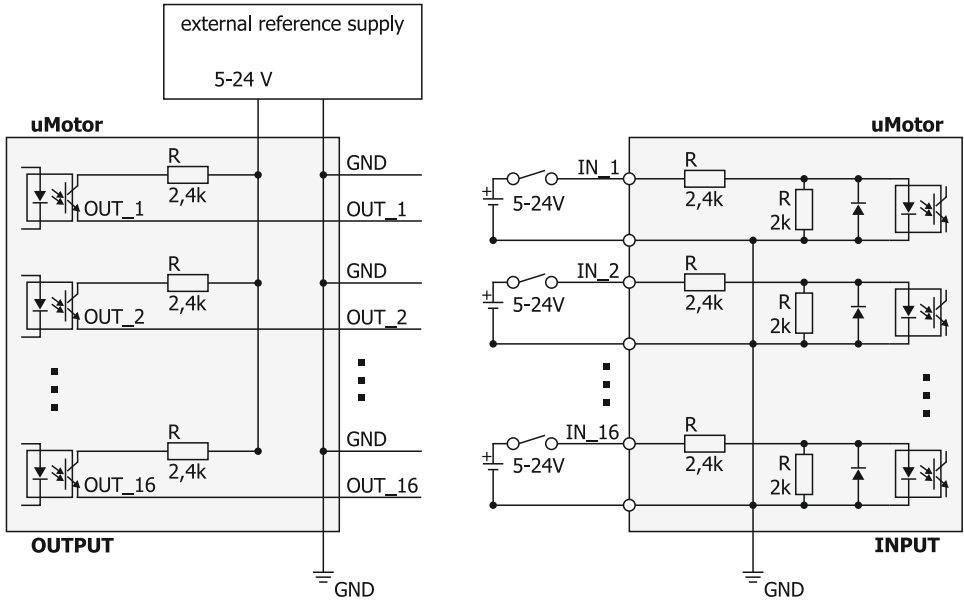 external reference supply
5-24 V
uMotor
R
2,4k
GND
OUT_1
OUT_1
R
2,4k
GND
OUT_2
OUT_2
R
2,4k
GND
OUT_16
OUT_16
OUTPUT
GND
uMotor
IN_1
5-24V
R
2,4k
R
2k
IN_2
5-24V
R
2,4k
R
2k
IN_16
5-24V
R
2,4k
R
2k
INPUT
GND